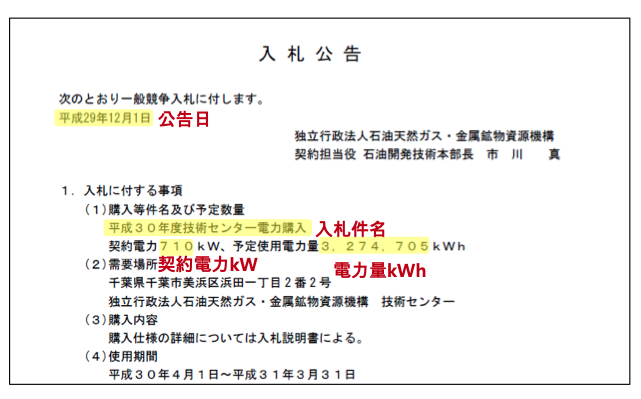 入 札 公 告
次のとおり一般競争入札に付します。
平成29年12月1日 公告日
独立行政法人石油天然ガス・金属鉱物資源機構
契約担当役 石油開発技術本部長 市 川 真
１．入札に付する事項
（１）購入等件名及び予定数量
平成３０年度技術センター電力購入 入札件名
契約電力７１０ｋＷ、予定使用電力量３，２７４，７０５ｋＷｈ
（２）需要場所 契約電力kW 電力量kWh
千葉県千葉市美浜区浜田一丁目２番２号
独立行政法人石油天然ガス・金属鉱物資源機構 技術センター
（３）購入内容
購入仕様の詳細については入札説明書による。
（４）使用期間
平成３０年４月１日～平成３１年３月３１日